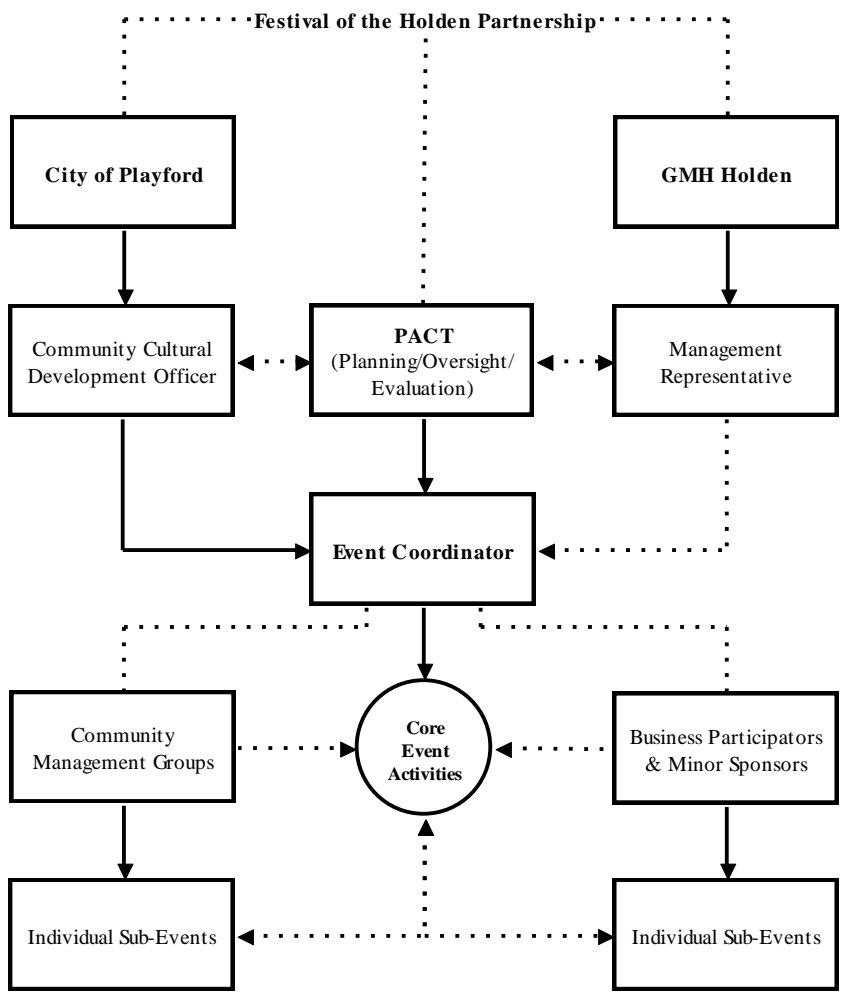 Festival of the Holden Partnership
City of Playford
GMH Holden
Community Cultural
Development Officer
PACT
(Planning/Oversight/
Evaluation)
Management
Representative
Event Coordinator
Community
Management Groups
Core
Event
Activities
Business Participators
& Minor Sponsors
Individual Sub-Events
Individual Sub-Events